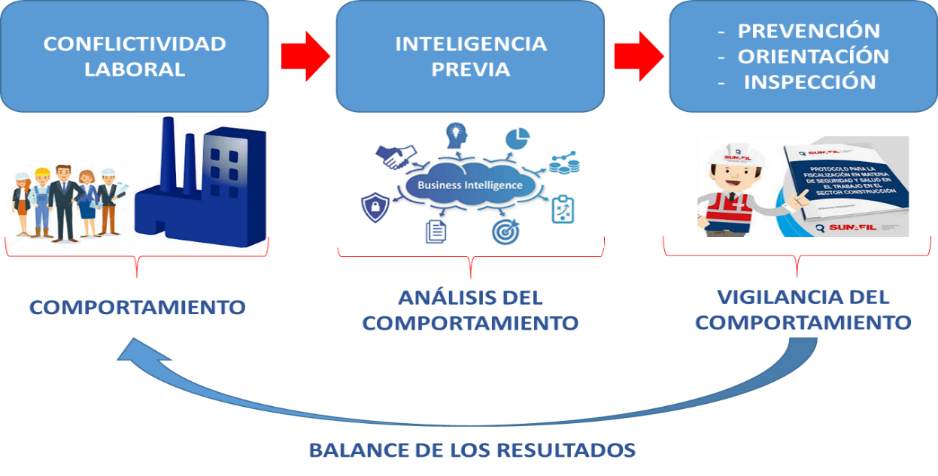 CONFLICTIVIDAD
LABORAL
INTELIGENCIA
PREVIA
- PREVENCIÓN
- ORIENTACÍÓN
- INSPECCIÓN
Business Intelligence
SUNAFIL
PROTOCOLO PARA LA
FISCALIZACIÓN EN MATERIA
DE SEGURIDAD Y SALUD EN
EL TRABAJO EN EL
SECTOR CONSTRUCCIÓN
SUNAFIL
COMPORTAMIENTO
ANÁLISIS DEL
COMPORTAMIENTO
VIGILANCIA DEL
COMPORTAMIENTO
BALANCE DE LOS RESULTADOS